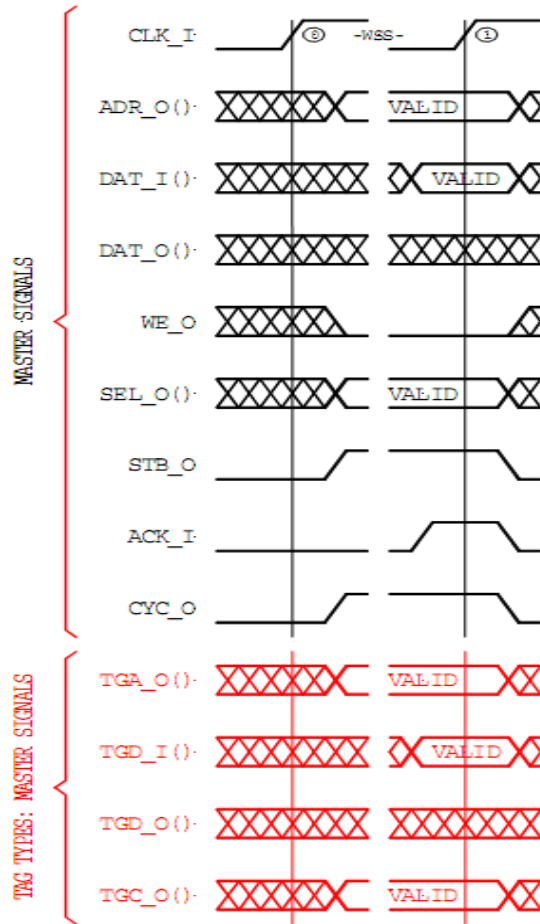 MASTER SIGNALS
CLK_I
0
-WSS-
1
ADR_O()
VALID
DAT_I()
VALID
DAT_O()
WE_O
SEL_O()
VALID
STB_O
ACK_I
CYC_O
TAG TYPES: MASTER SIGNALS
TGA_O()
VALID
TGD_I()
VALID
TGD_O()
TGC_O()
VALID